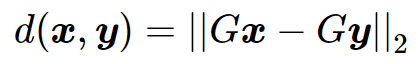 d(𝒙, 𝒚) = ||G𝒙 − G𝒚||₂